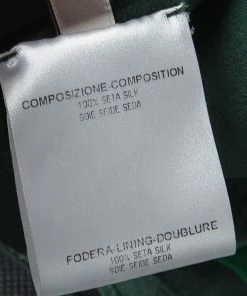 COMPOSIZIONE-COMPOSITION
100% SETA SILK
SOIE SEIDE SEDA
FODERA-LINING-DOUBLURE
100% SETA SILK
SOIE SEIDE SEDA